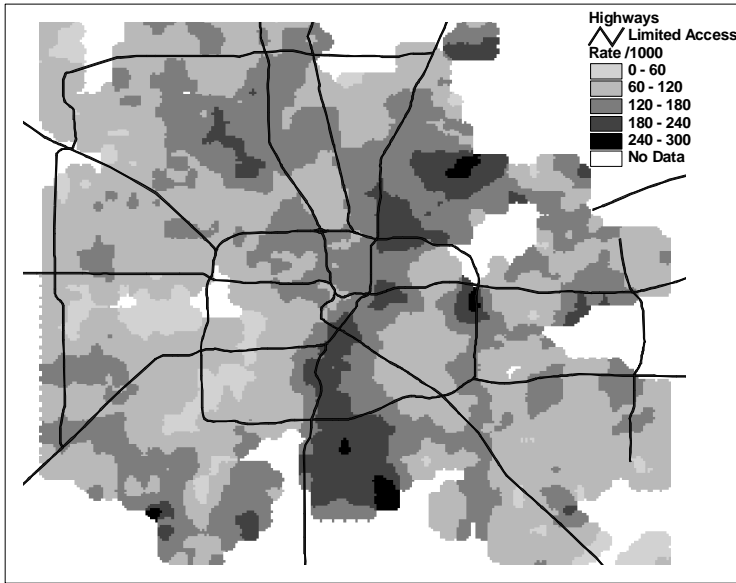 Highways
Limited Access
Rate /1000
0 - 60
60 - 120
120 - 180
180 - 240
240 - 300
No Data